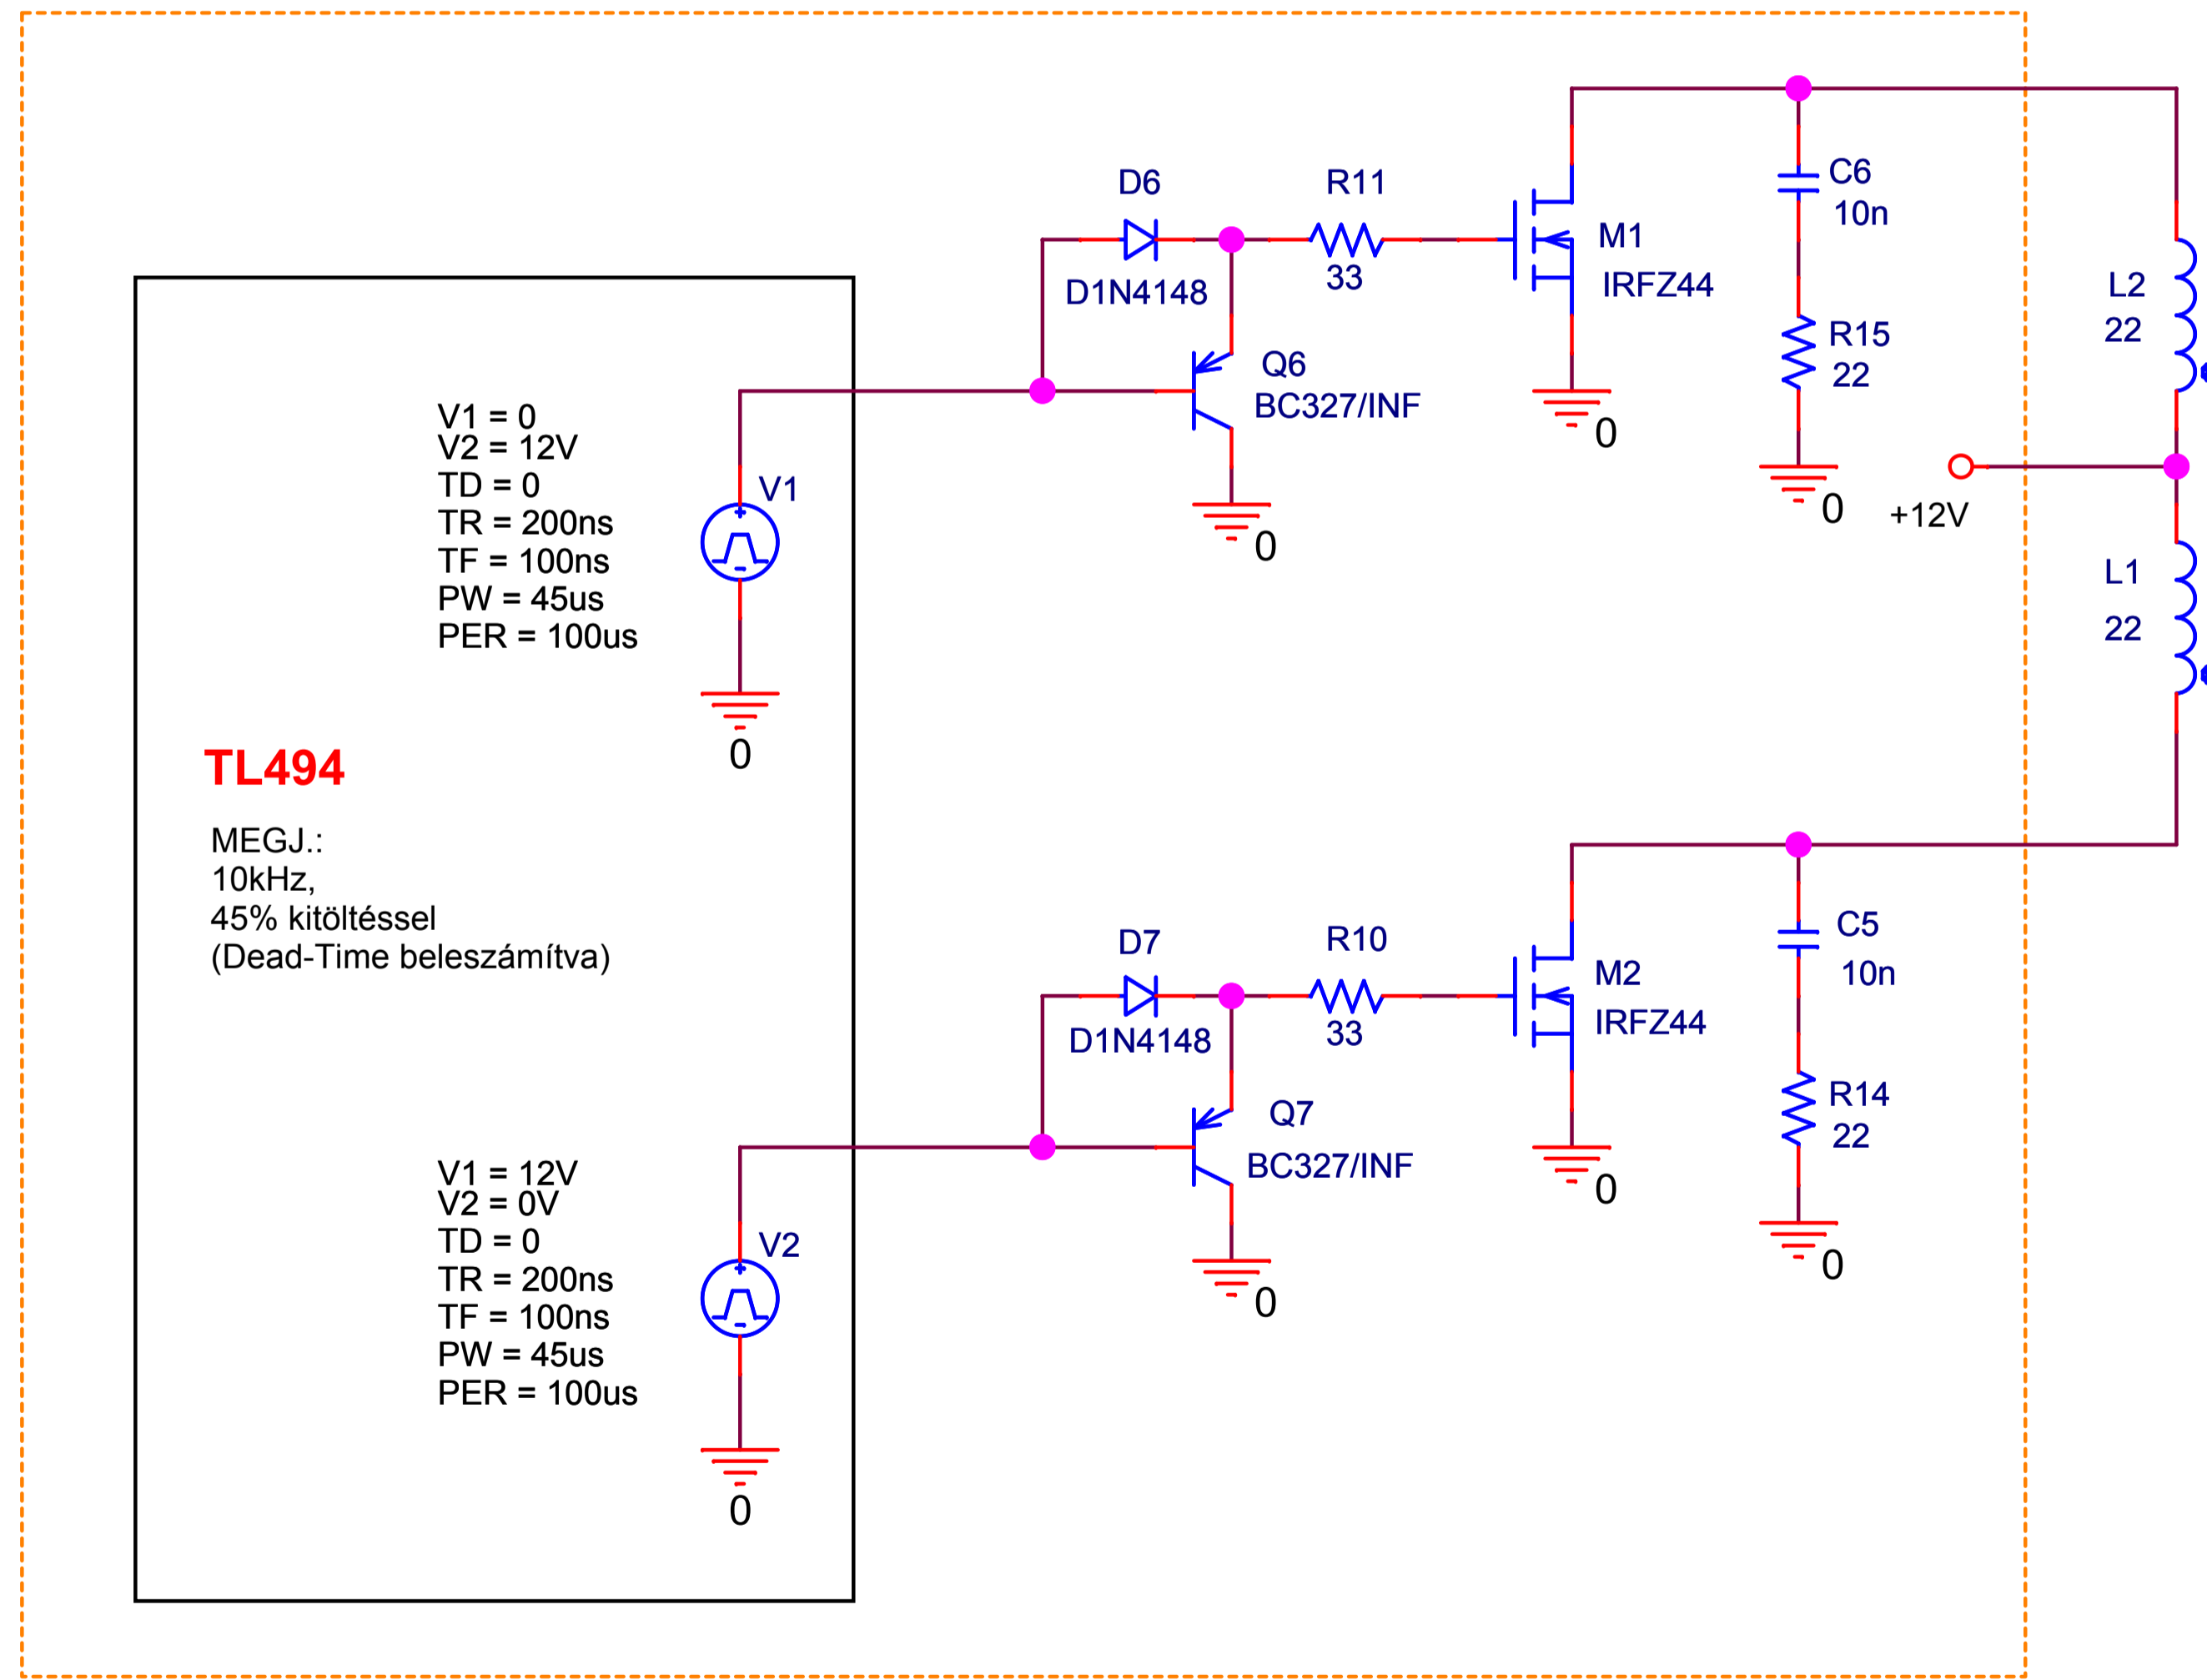 D6
D1N4148
R11
33
M1
IRFZ44
C6
10n
R15
22
0
L2
22
Q6
BC327/INF
0
0
+12V
V1 = 0
V2 = 12V
TD = 0
TR = 200ns
TF = 100ns
PW = 45us
PER = 100us
V1
0
L1
22
TL494
MEGJ.:
10kHz,
45% kitöltéssel
(Dead-Time beleszámítva)
D7
D1N4148
R10
33
M2
IRFZ44
C5
10n
R14
22
0
Q7
BC327/INF
0
0
V1 = 12V
V2 = 0V
TD = 0
TR = 200ns
TF = 100ns
PW = 45us
PER = 100us
V2
0